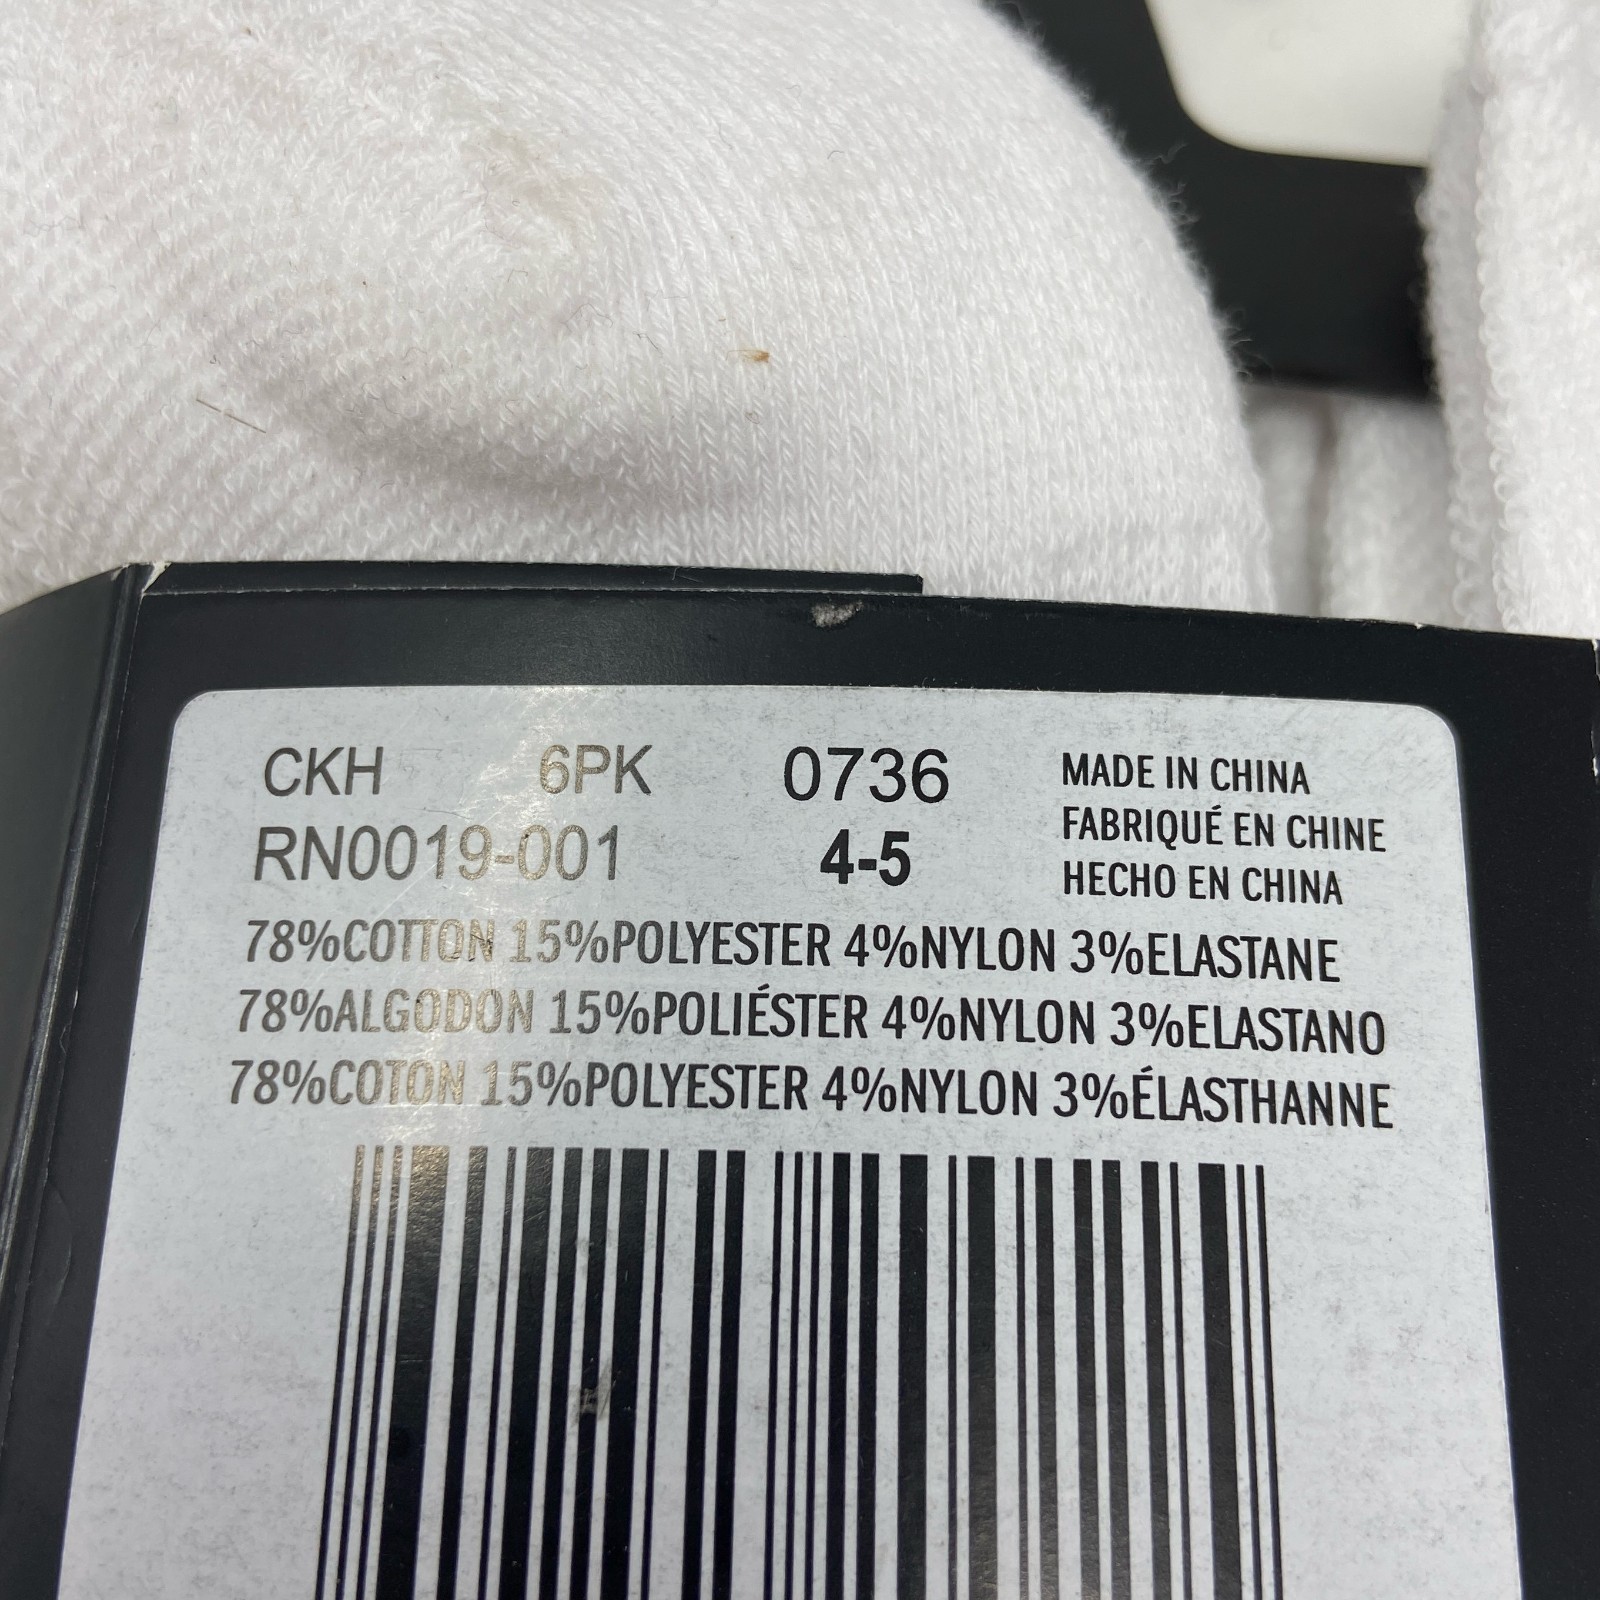 CKH 6PK 0736
RN0019-001 4-5
MADE IN CHINA
FABRIQUÉ EN CHINE
HECHO EN CHINA
78%COTTON 15%POLYESTER 4%NYLON 3%ELASTANE
78%ALGODON 15%POLIÉSTER 4%NYLON 3%ELASTANO
78%COTON 15%POLYESTER 4%NYLON 3%ÉLASTHANNE